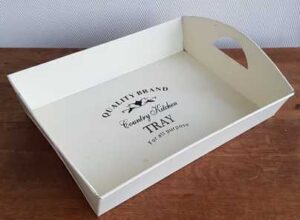 QUALITY BRAND
Country Kitchen
TRAY
For all purpose